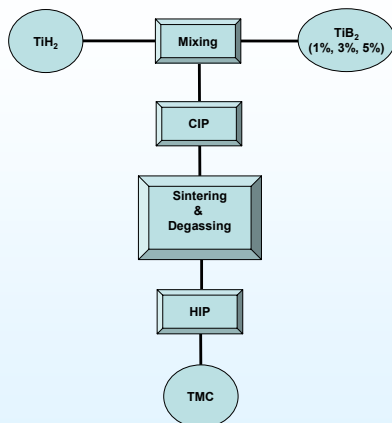 TiH₂
Mixing
TiB₂
(1%, 3%, 5%)
CIP
Sintering
&
Degassing
HIP
TMC